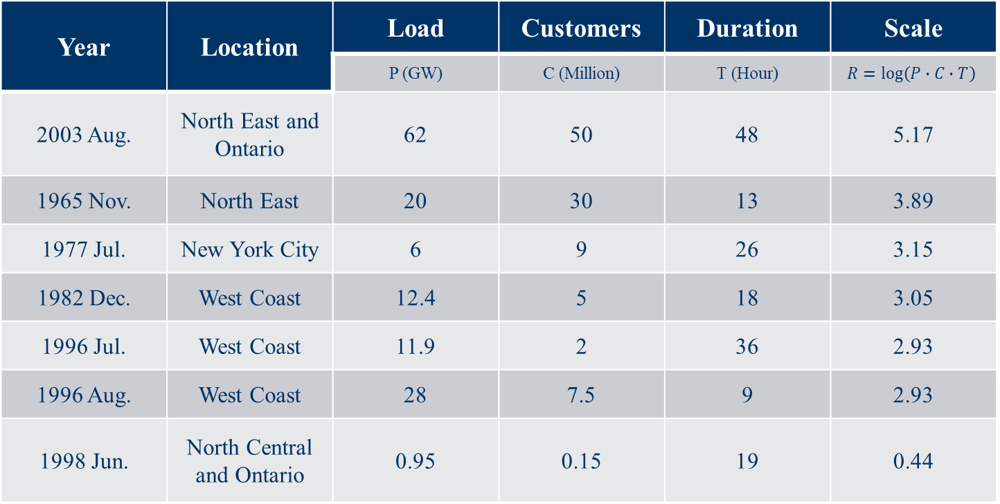 Year Location Load Customers Duration Scale
P (GW) C (Million) T (Hour) R = log(P · C · T)
2003 Aug. North East and Ontario 62 50 48 5.17
1965 Nov. North East 20 30 13 3.89
1977 Jul. New York City 6 9 26 3.15
1982 Dec. West Coast 12.4 5 18 3.05
1996 Jul. West Coast 11.9 2 36 2.93
1996 Aug. West Coast 28 7.5 9 2.93
1998 Jun. North Central and Ontario 0.95 0.15 19 0.44